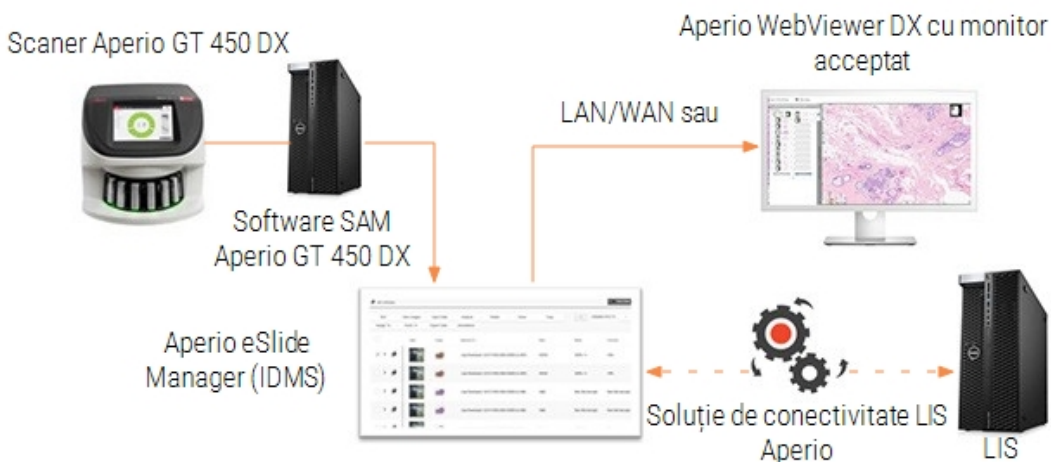 Scaner Aperio GT 450 DX
Aperio WebViewer DX cu monitor
acceptat
LAN/WAN sau
Software SAM
Aperio GT 450 DX
Aperio eSlide
Manager (IDMS)
Soluție de conectivitate LIS
Aperio
LIS